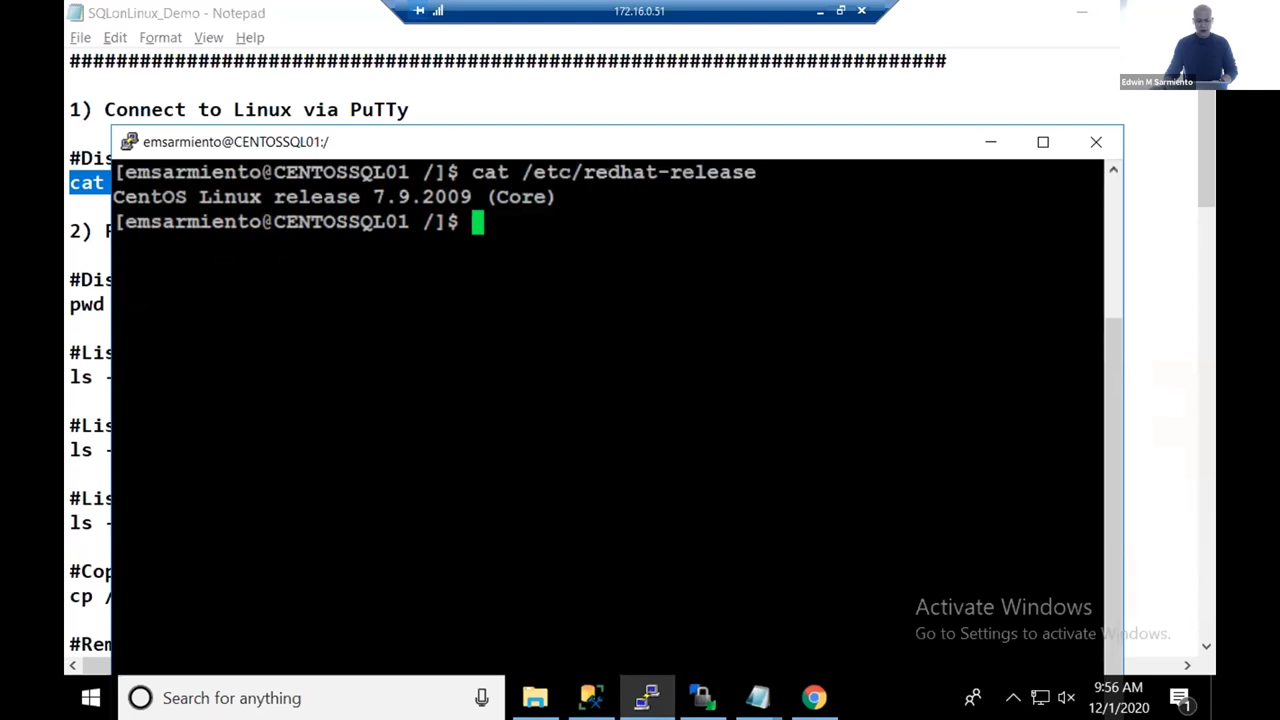 SQLonLinux_Demo - Notepad
172.16.0.51
File Edit Format View Help
Edwin M Sarmiento
###################################################################################
1) Connect to Linux via PuTTy
emsarmiento@CENTOSSQL01:/
#Dis
cat
[emsarmiento@CENTOSSQL01 /]$ cat /etc/redhat-release
CentOS Linux release 7.9.2009 (Core)
[emsarmiento@CENTOSSQL01 /]$
2)
#Dis
pwd
#Lis
ls -
#Lis
ls -
#Lis
ls -
#Cop
cp /
#Rem
Activate Windows
Go to Settings to activate Windows.
Search for anything
9:56 AM
12/1/2020
1